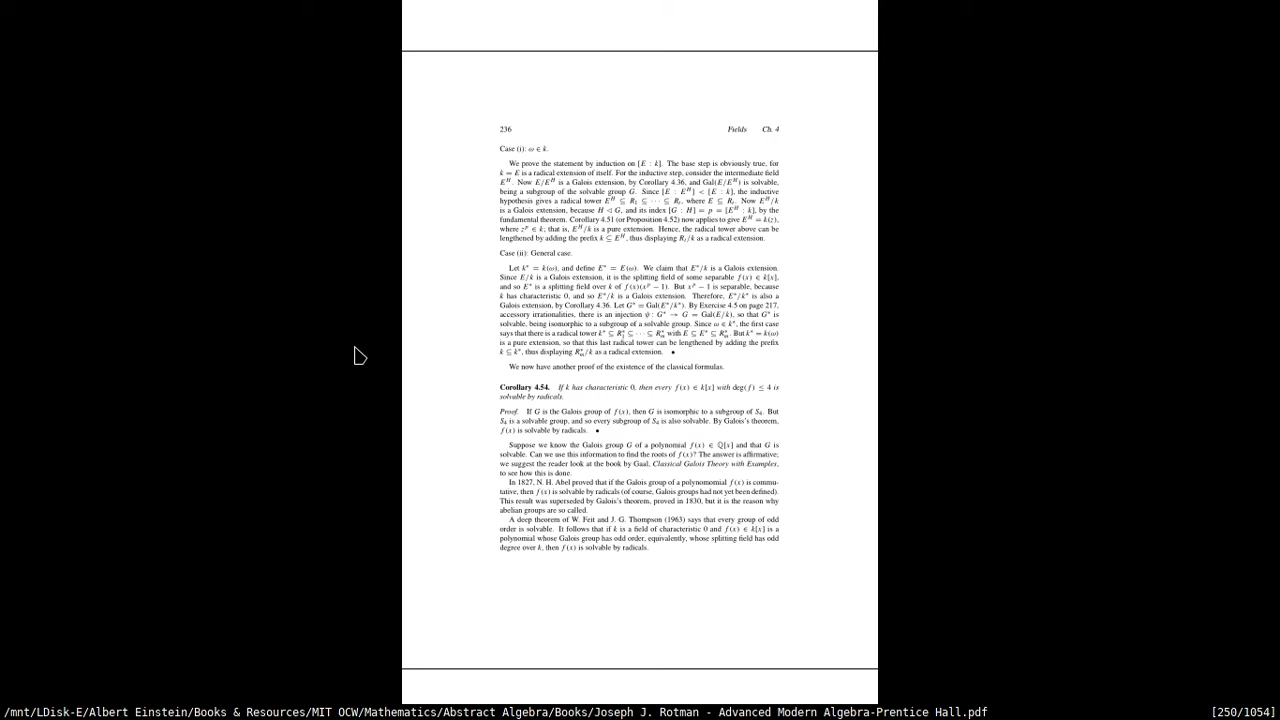 236 Fields Ch. 4
Case (i): ω ∈ k.
We prove the statement by induction on [E : k]. The base step is obviously true, for
k = E is a radical extension of itself. For the inductive step, consider the intermediate field
E^H. Now E/E^H is a Galois extension, by Corollary 4.36, and Gal(E/E^H) is solvable,
being a subgroup of the solvable group G. Since [E : E^H] < [E : k], the inductive
hypothesis gives a radical tower E^H ⊆ R₁ ⊆ · · · ⊆ Rₜ, where E ⊆ Rₜ. Now E^H/k
is a Galois extension, because H ◁ G, and its index [G : H] = p = [E^H : k], by the
fundamental theorem. Corollary 4.51 (or Proposition 4.52) now applies to give E^H = k(z),
where z^p ∈ k; that is, E^H/k is a pure extension. Hence, the radical tower above can be
lengthened by adding the prefix k ⊆ E^H, thus displaying Rₜ/k as a radical extension.
Case (ii): General case.
Let k* = k(ω), and define E* = E(ω). We claim that E*/k is a Galois extension.
Since E/k is a Galois extension, it is the splitting field of some separable f(x) ∈ k[x],
and so E* is a splitting field over k of f(x)(x^p − 1). But x^p − 1 is separable, because
k has characteristic 0, and so E*/k is a Galois extension. Therefore, E*/k* is also a
Galois extension, by Corollary 4.36. Let G* = Gal(E*/k*). By Exercise 4.5 on page 217,
accessory irrationalities, there is an injection ψ : G* → G = Gal(E/k), so that G* is
solvable, being isomorphic to a subgroup of a solvable group. Since ω ∈ k*, the first case
says that there is a radical tower k* ⊆ R₁* ⊆ · · · ⊆ Rₘ* with E ⊆ E* ⊆ Rₘ*. But k* = k(ω)
is a pure extension, so that this last radical tower can be lengthened by adding the prefix
k ⊆ k*, thus displaying Rₘ*/k as a radical extension. •
We now have another proof of the existence of the classical formulas.
Corollary 4.54. If k has characteristic 0, then every f(x) ∈ k[x] with deg(f) ≤ 4 is
solvable by radicals.
Proof. If G is the Galois group of f(x), then G is isomorphic to a subgroup of S₄. But
S₄ is a solvable group, and so every subgroup of S₄ is also solvable. By Galois's theorem,
f(x) is solvable by radicals. •
Suppose we know the Galois group G of a polynomial f(x) ∈ ℚ[x] and that G is
solvable. Can we use this information to find the roots of f(x)? The answer is affirmative;
we suggest the reader look at the book by Gaal, Classical Galois Theory with Examples,
to see how this is done.
In 1827, N. H. Abel proved that if the Galois group of a polynomomial f(x) is commu-
tative, then f(x) is solvable by radicals (of course, Galois groups had not yet been defined).
This result was superseded by Galois's theorem, proved in 1830, but it is the reason why
abelian groups are so called.
A deep theorem of W. Feit and J. G. Thompson (1963) says that every group of odd
order is solvable. It follows that if k is a field of characteristic 0 and f(x) ∈ k[x] is a
polynomial whose Galois group has odd order, equivalently, whose splitting field has odd
degree over k, then f(x) is solvable by radicals.
/mnt/LDisk-E/Albert Einstein/Books & Resources/MIT OCW/Mathematics/Abstract Algebra/Books/Joseph J. Rotman - Advanced Modern Algebra-Prentice Hall.pdf [250/1054]